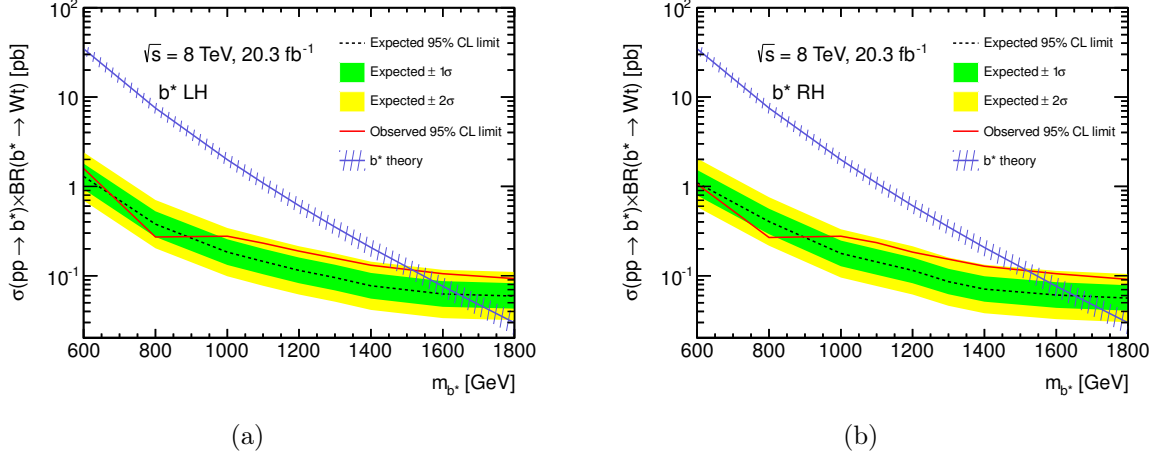 σ(pp → b*)×BR(b* → Wt) [pb]
10²
10
1
10⁻¹
√s = 8 TeV, 20.3 fb⁻¹
b* LH
Expected 95% CL limit
Expected ± 1σ
Expected ± 2σ
Observed 95% CL limit
b* theory
600 800 1000 1200 1400 1600 1800
m_b* [GeV]
(a)
σ(pp → b*)×BR(b* → Wt) [pb]
10²
10
1
10⁻¹
√s = 8 TeV, 20.3 fb⁻¹
b* RH
Expected 95% CL limit
Expected ± 1σ
Expected ± 2σ
Observed 95% CL limit
b* theory
600 800 1000 1200 1400 1600 1800
m_b* [GeV]
(b)